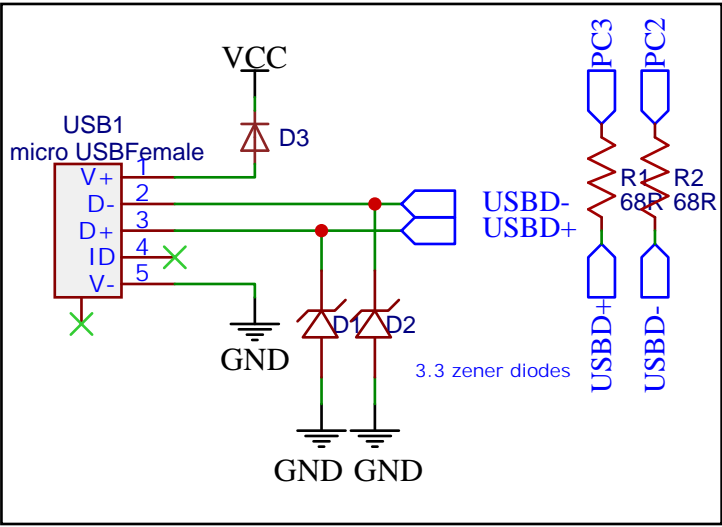 VCC
PC3
PC2
USB1
micro USBFemale
D3
1
V+
2
D-
3
D+
4
ID
5
V-
USBD-
USBD+
R1
68R
R2
68R
D1
D2
GND
3.3 zener diodes
USBD+
USBD-
GND
GND